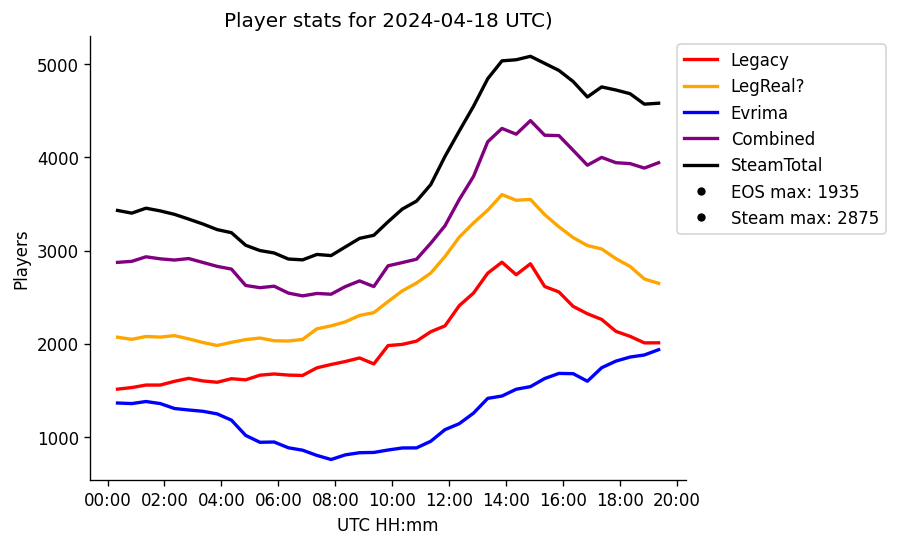 Player stats for 2024-04-18 UTC)
Legacy
LegReal?
Evrima
Combined
SteamTotal
EOS max: 1935
Steam max: 2875
Players
5000
4000
3000
2000
1000
00:00 02:00 04:00 06:00 08:00 10:00 12:00 14:00 16:00 18:00 20:00
UTC HH:mm